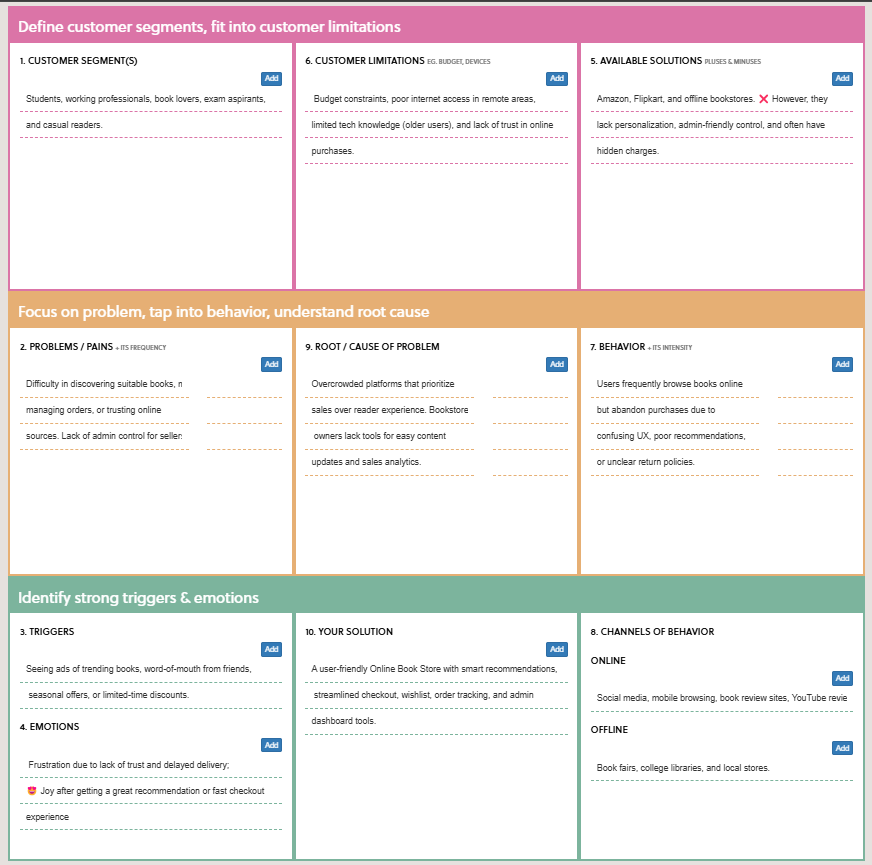 Define customer segments, fit into customer limitations
1. CUSTOMER SEGMENT(S)
Add
Students, working professionals, book lovers, exam aspirants,
and casual readers.
6. CUSTOMER LIMITATIONS EG. BUDGET, DEVICES
Add
Budget constraints, poor internet access in remote areas,
limited tech knowledge (older users), and lack of trust in online
purchases.
5. AVAILABLE SOLUTIONS PLUSES & MINUSES
Add
Amazon, Flipkart, and offline bookstores. ❌ However, they
lack personalization, admin-friendly control, and often have
hidden charges.
Focus on problem, tap into behavior, understand root cause
2. PROBLEMS / PAINS + ITS FREQUENCY
Add
Difficulty in discovering suitable books,
managing orders, or trusting online
sources. Lack of admin control for seller
9. ROOT / CAUSE OF PROBLEM
Add
Overcrowded platforms that prioritize
sales over reader experience. Bookstore
owners lack tools for easy content
updates and sales analytics.
7. BEHAVIOR + ITS INTENSITY
Add
Users frequently browse books online
but abandon purchases due to
confusing UX, poor recommendations,
or unclear return policies.
Identify strong triggers & emotions
3. TRIGGERS
Add
Seeing ads of trending books, word-of-mouth from friends,
seasonal offers, or limited-time discounts.
4. EMOTIONS
Add
Frustration due to lack of trust and delayed delivery;
😍 Joy after getting a great recommendation or fast checkout
experience
10. YOUR SOLUTION
Add
A user-friendly Online Book Store with smart recommendations,
streamlined checkout, wishlist, order tracking, and admin
dashboard tools.
8. CHANNELS OF BEHAVIOR
ONLINE
Add
Social media, mobile browsing, book review sites, YouTube revie
OFFLINE
Add
Book fairs, college libraries, and local stores.